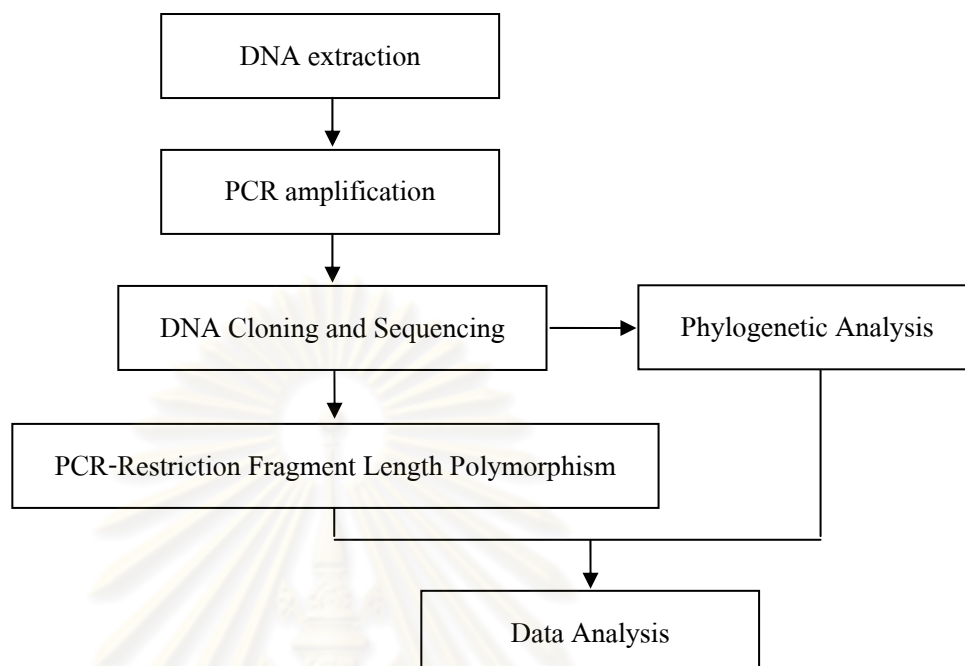 DNA extraction
PCR amplification
DNA Cloning and Sequencing
Phylogenetic Analysis
PCR-Restriction Fragment Length Polymorphism
Data Analysis